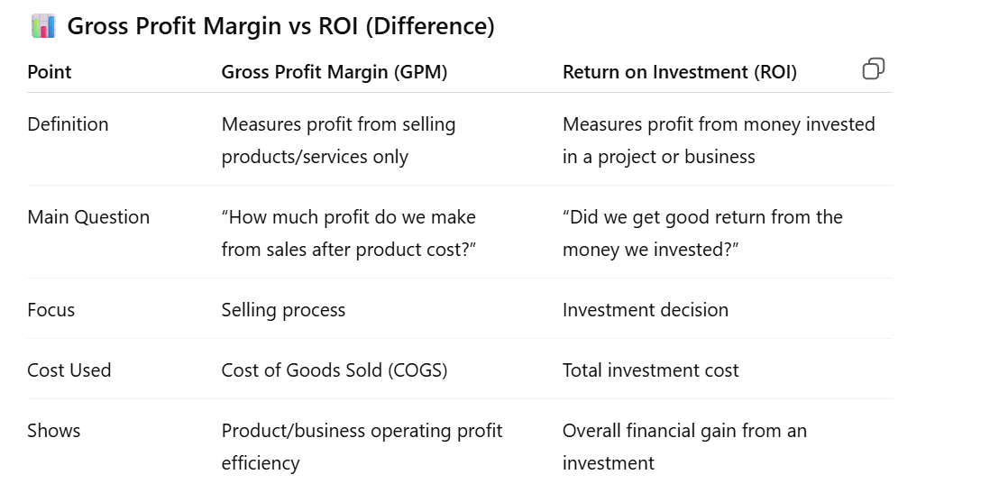 📊 Gross Profit Margin vs ROI (Difference)
Point Gross Profit Margin (GPM) Return on Investment (ROI)
Definition Measures profit from selling Measures profit from money invested
products/services only in a project or business
Main Question “How much profit do we make “Did we get good return from the
from sales after product cost?” money we invested?”
Focus Selling process Investment decision
Cost Used Cost of Goods Sold (COGS) Total investment cost
Shows Product/business operating profit Overall financial gain from an
efficiency investment